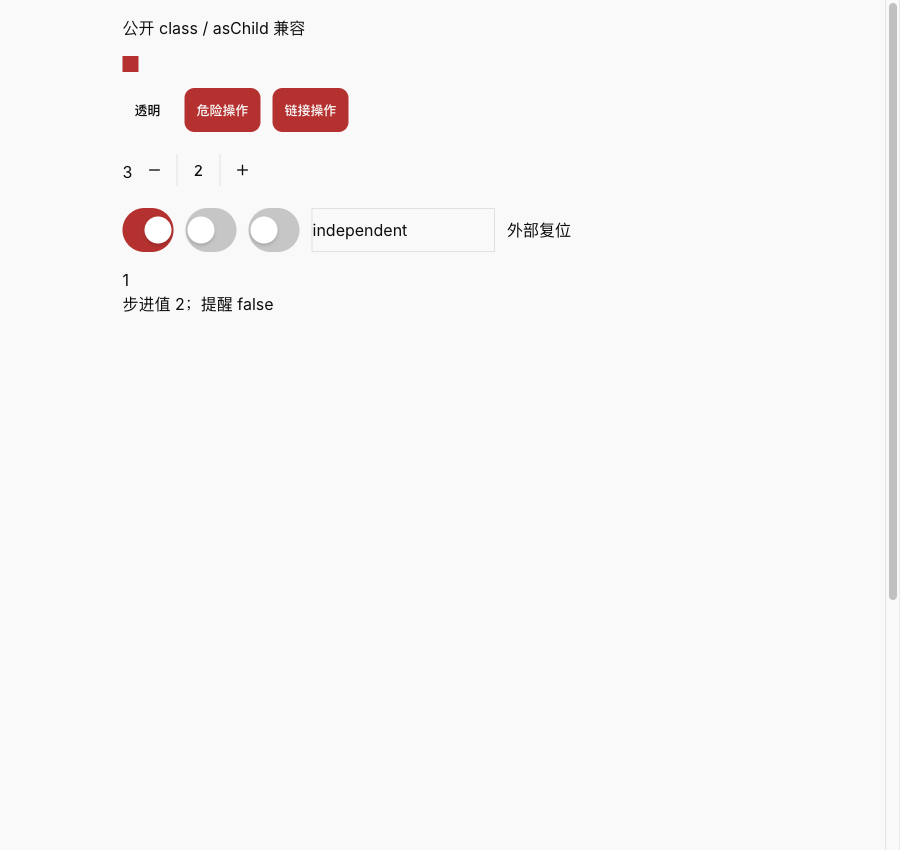 公开 class / asChild 兼容
透明 危险操作 链接操作
3 − 2 +
independent 外部复位
1
步进值 2；提醒 false